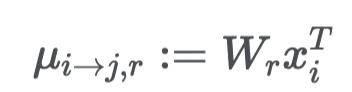 μ_{i→j,r} := W_r x_i^T